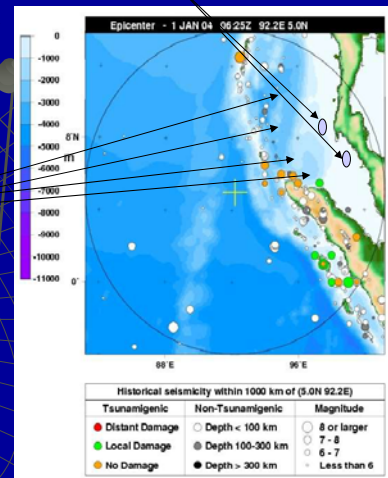 Epicenter - 1 JAN 04 06:25Z 92.2E 5.0N
0
-1000
-2000
-3000
-4000
-5000
8°N
m
-6000
-7000
-8000
-9000
-10000
0°
-11000
88°E 96°E
Historical seismicity within 1000 km of (5.0N 92.2E)
Tsunamigenic Non-Tsunamigenic Magnitude
Distant Damage Depth < 100 km 8 or larger
Local Damage Depth 100-300 km 7 - 8
6 - 7
No Damage Depth > 300 km Less than 6